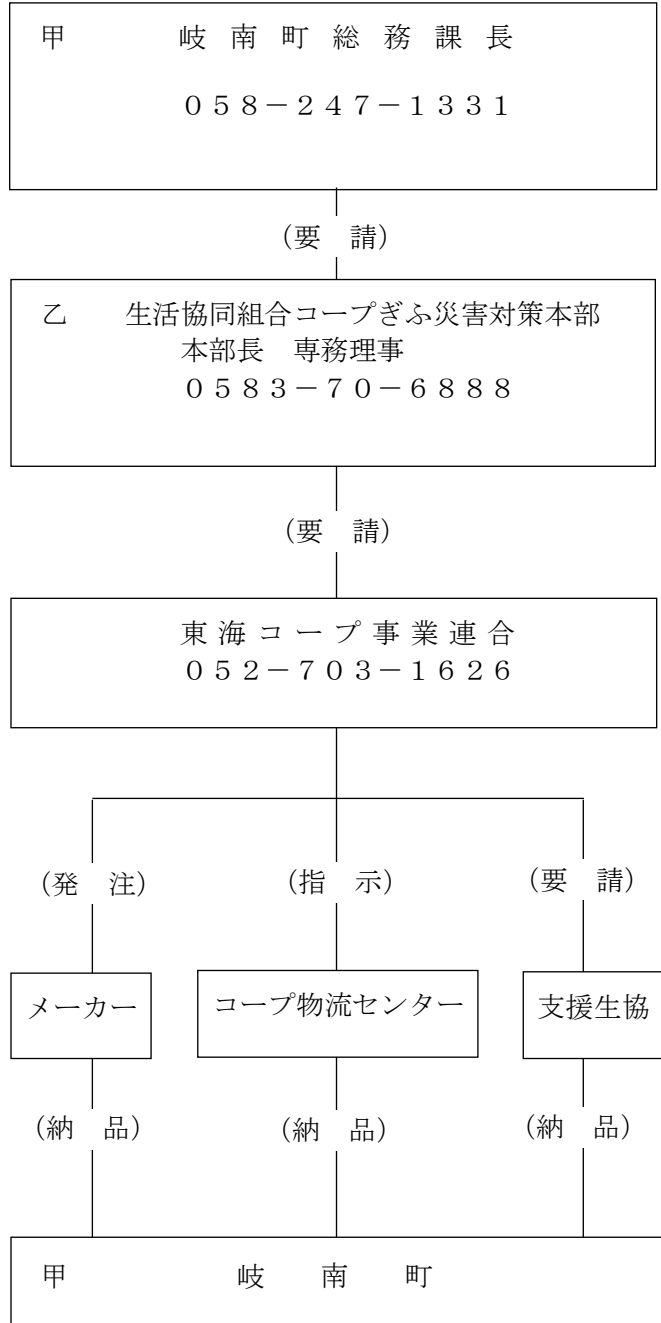 甲　岐南町総務課長
058－247－1331
（要　請）
乙　生活協同組合コープぎふ災害対策本部
本部長　専務理事
0583－70－6888
（要　請）
東海コープ事業連合
052－703－1626
（発　注）　（指　示）　（要　請）
メーカー　コープ物流センター　支援生協
（納　品）　（納　品）　（納　品）
甲　岐　南　町